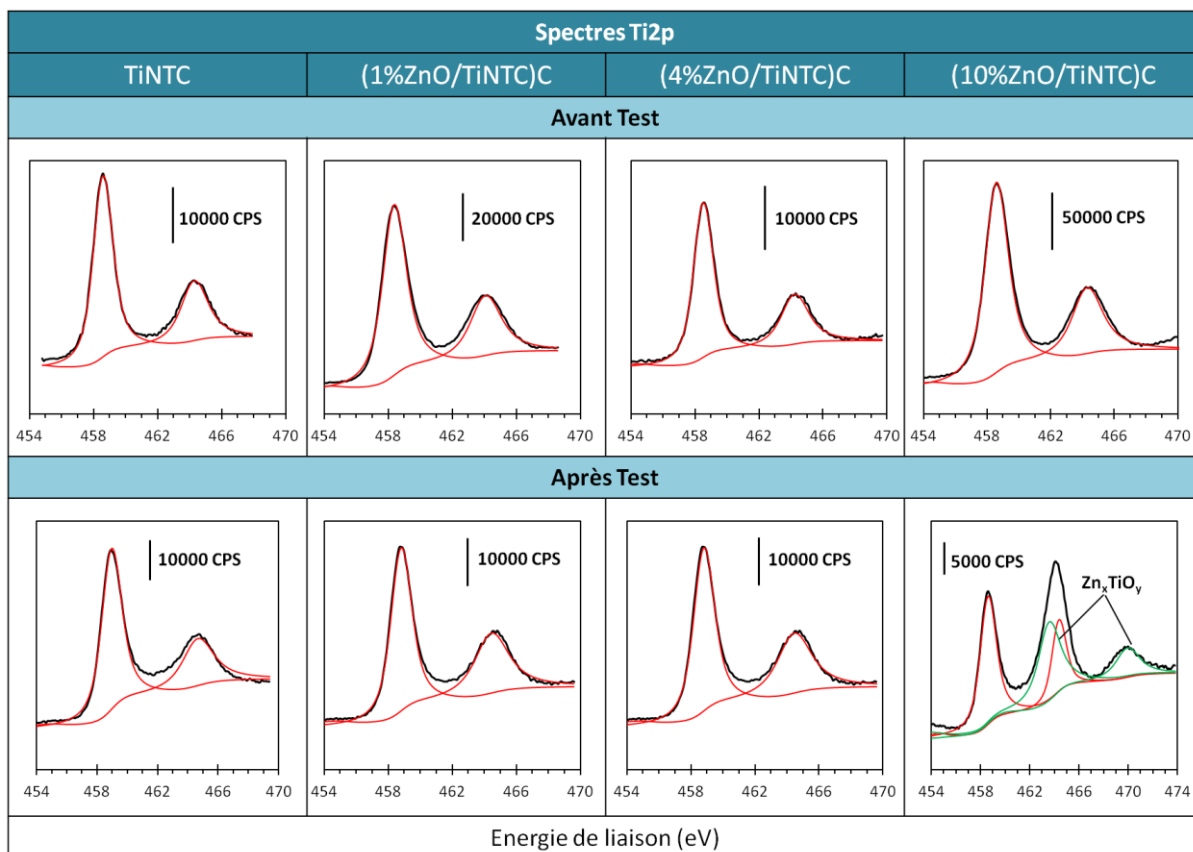 Spectres Ti2p
TiNTC (1%ZnO/TiNTC)C (4%ZnO/TiNTC)C (10%ZnO/TiNTC)C
Avant Test
10000 CPS 20000 CPS 10000 CPS 50000 CPS
454 458 462 466 470 454 458 462 466 470 454 458 462 466 470 454 458 462 466 470
Après Test
10000 CPS 10000 CPS 10000 CPS 5000 CPS
ZnxTiOy
454 458 462 466 470 454 458 462 466 470 454 458 462 466 470 454 458 462 466 470 474
Energie de liaison (eV)